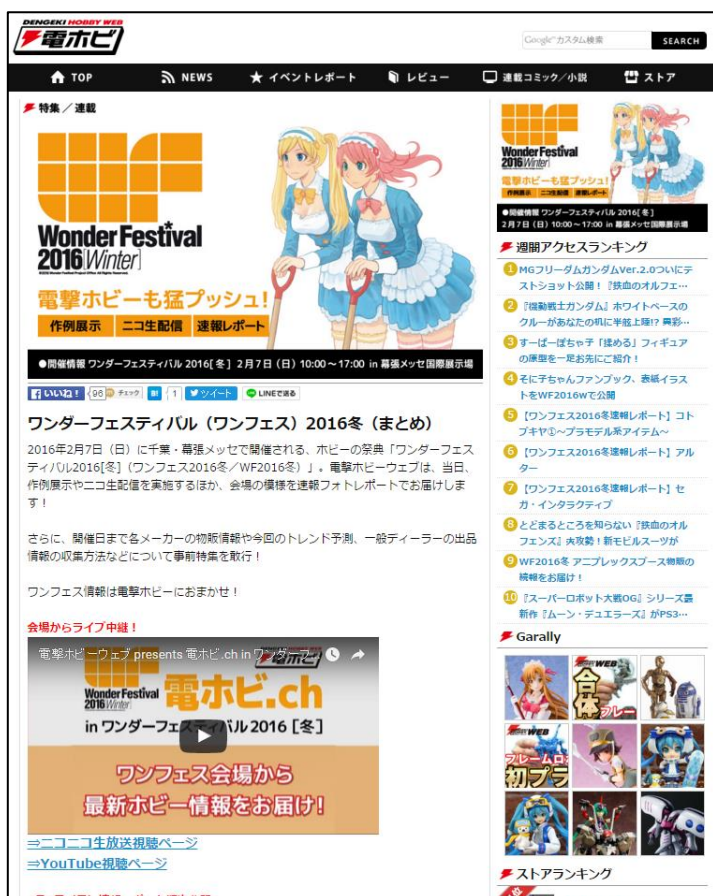 DENGEKI HOBBY WEB
電ホビ
Google カスタム検索
SEARCH
TOP
NEWS
イベントレポート
レビュー
連載コミック／小説
ストア
特集／連載
Wonder Festival
2016[Winter]
電撃ホビーも猛プッシュ!
作例展示 ニコ生配信 速報レポート
●開催情報 ワンダーフェスティバル 2016[冬] 2月7日（日）10:00～17:00 in 幕張メッセ国際展示場
いいね! 96 チェック B! 1 ツイート LINEで送る
ワンダーフェスティバル（ワンフェス）2016冬（まとめ）
2016年2月7日（日）に千葉・幕張メッセで開催される、ホビーの祭典「ワンダーフェス
ティバル2016[冬]（ワンフェス2016冬／WF2016冬）」。電撃ホビーウェブは、当日、
作例展示やニコ生配信を実施するほか、会場の模様を速報フォトレポートでお届けしま
す！
さらに、開催日まで各メーカーの物販情報や今回のトレンド予測、一般ディーラーの出品
情報の収集方法などについて事前特集を敢行！
ワンフェス情報は電撃ホビーにおまかせ！
会場からライブ中継！
電撃ホビーウェブ presents 電ホビ.ch in ワンダーフ
Wonder Festival
2016[Winter]
電ホビ.ch
in ワンダーフェスティバル 2016 [冬]
ワンフェス会場から
最新ホビー情報をお届け!
⇒ニコニコ生放送視聴ページ
⇒YouTube視聴ページ
Wonder Festival
2016[Winter]
電撃ホビーも猛プッシュ!
作例展示 ニコ生配信 速報レポート
●開催情報 ワンダーフェスティバル 2016[冬]
2月7日（日）10:00～17:00 in 幕張メッセ国際展示場
週間アクセスランキング
1 MGフリーダムガンダムVer.2.0ついにテ
ストショット公開！『鉄血のオルフェ…
2 『機動戦士ガンダム』ホワイトベースの
クルーがあなたの机に半舷上陸!? 異彩…
3 すーぱーぽちゃ子「揉める」フィギュア
の原型を一足お先にご紹介！
4 そに子ちゃんファンブック、表紙イラス
トをWF2016wで公開
5 【ワンフェス2016冬速報レポート】コト
ブキヤ①～プラモデル系アイテム～
6 【ワンフェス2016冬速報レポート】アル
ター
7 【ワンフェス2016冬速報レポート】セ
ガ・インタラクティブ
8 とどまるところを知らない『鉄血のオル
フェンズ』大攻勢！新モビルスーツが
9 WF2016冬 アニプレックスブース物販の
続報をお届け！
10 『スーパーロボット大戦OG』シリーズ最
新作『ムーン・デュエラーズ』がPS3…
Garally
WEB
合体
フレー
フレームロ
初プラ
ストアランキング